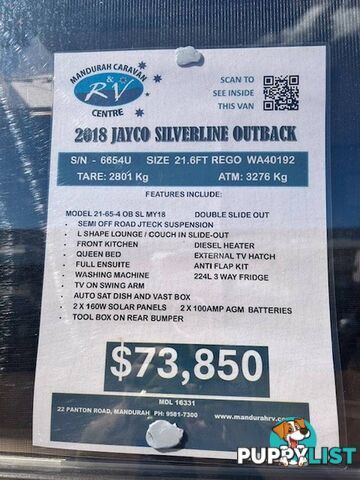 MANDURAH CARAVAN
& RV
CENTRE
SCAN TO
SEE INSIDE
THIS VAN
2018 JAYCO SILVERLINE OUTBACK
S/N - 6654U SIZE 21.6FT REGO WA40192
TARE: 2801 Kg ATM: 3276 Kg
FEATURES INCLUDE:
MODEL 21-65-4 OB SL MY18 DOUBLE SLIDE OUT
• SEMI OFF ROAD JTECK SUSPENSION
• L SHAPE LOUNGE / COUCH IN SLIDE-OUT
• FRONT KITCHEN DIESEL HEATER
• QUEEN BED EXTERNAL TV HATCH
• FULL ENSUITE ANTI FLAP KIT
• WASHING MACHINE 224L 3 WAY FRIDGE
• TV ON SWING ARM
• AUTO SAT DISH AND VAST BOX
• 2 X 160W SOLAR PANELS 2 X 100AMP AGM BATTERIES
• TOOL BOX ON REAR BUMPER
$73,850
MDL 16331
22 PANTON ROAD, MANDURAH PH: 9581-7300 www.mandurahrv.com
PUPPYLIST